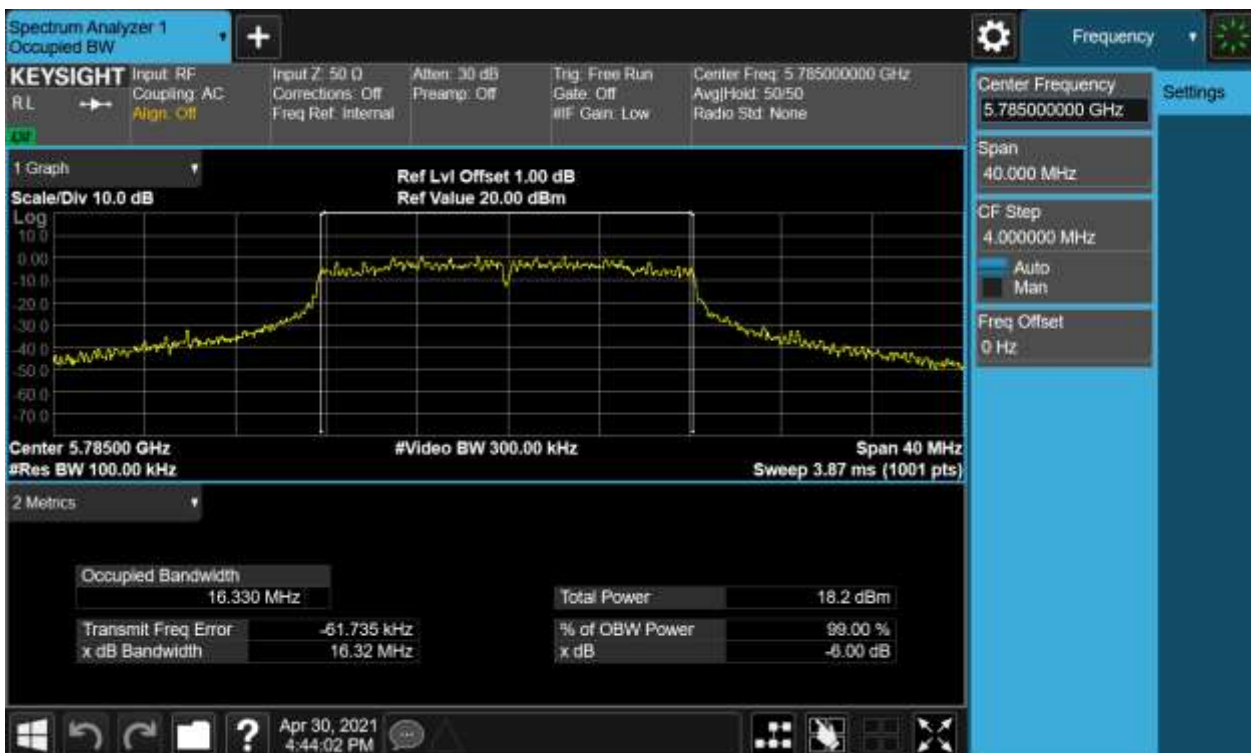 Spectrum Analyzer 1
Occupied BW
Frequency
KEYSIGHT
RL
Input: RF
Coupling: AC
Align: Off
Input Z: 50 Ω
Corrections: Off
Freq Ref: Internal
Atten: 30 dB
Preamp: Off
Trig: Free Run
Gate: Off
#IF Gain: Low
Center Freq: 5.785000000 GHz
Avg|Hold: 50/50
Radio Std: None
Center Frequency
5.785000000 GHz
Settings
Span
40.000 MHz
CF Step
4.000000 MHz
Auto
Man
Freq Offset
0 Hz
1 Graph
Ref Lvl Offset 1.00 dB
Scale/Div 10.0 dB
Ref Value 20.00 dBm
Log
10.0
0.00
-10.0
-20.0
-30.0
-40.0
-50.0
-60.0
-70.0
Center 5.78500 GHz
#Video BW 300.00 kHz
Span 40 MHz
#Res BW 100.00 kHz
Sweep 3.87 ms (1001 pts)
2 Metrics
Occupied Bandwidth
16.330 MHz
Total Power 18.2 dBm
Transmit Freq Error -61.735 kHz
% of OBW Power 99.00 %
x dB Bandwidth 16.32 MHz
x dB -6.00 dB
?
Apr 30, 2021
4:44:02 PM